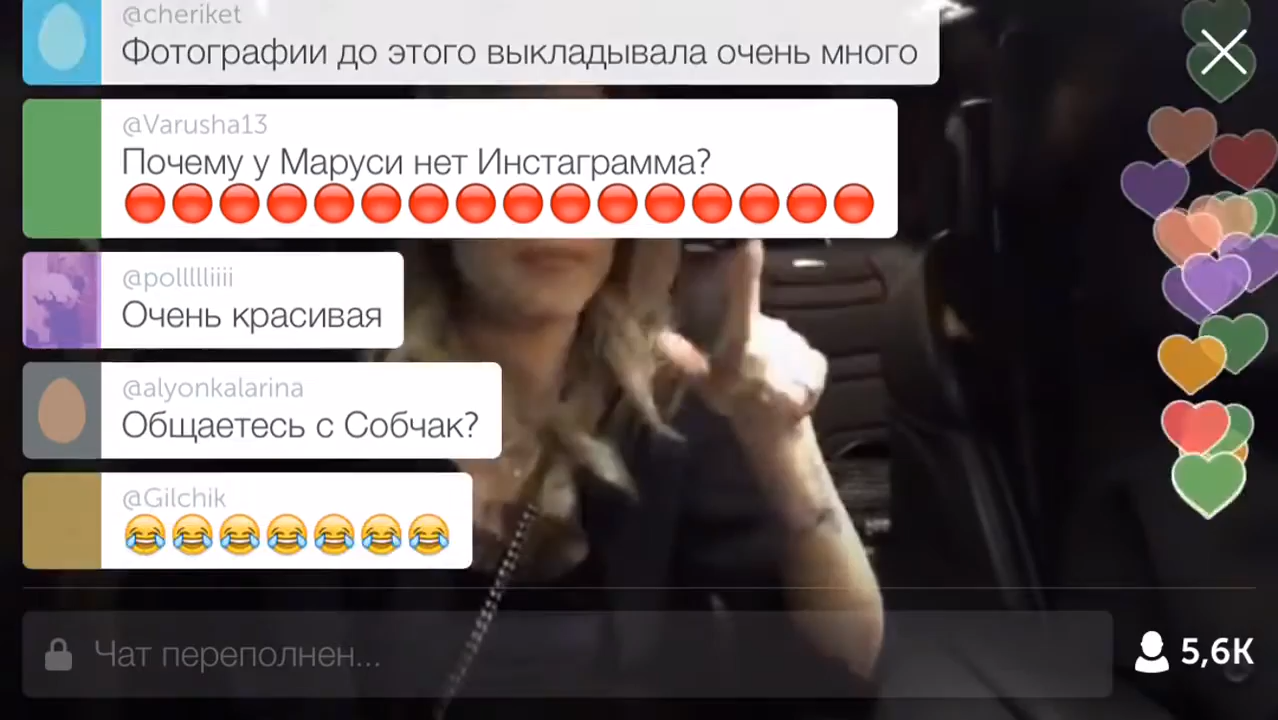 @cheriket
Фотографии до этого выкладывала очень много
@Varusha13
Почему у Маруси нет Инстаграмма?
🔴🔴🔴🔴🔴🔴🔴🔴🔴🔴🔴🔴🔴🔴🔴🔴
@pollllliiii
Очень красивая
@alyonkalarina
Общаетесь с Собчак?
@Gilchik
😂😂😂😂😂😂😂
Чат переполнен...
5,6K